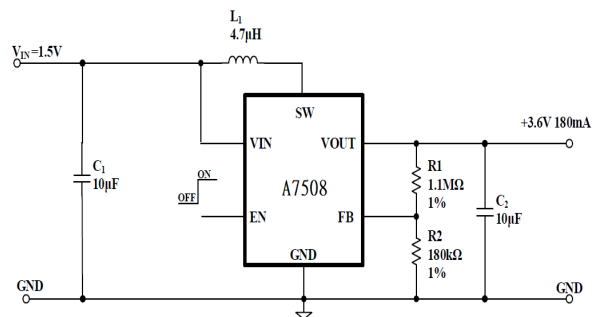 L1
4.7µH
VIN=1.5V
SW
+3.6V 180mA
VIN
VOUT
R1
1.1MΩ
1%
C1
10µF
ON
OFF
A7508
C2
10µF
EN
FB
R2
180kΩ
1%
GND
GND
GND